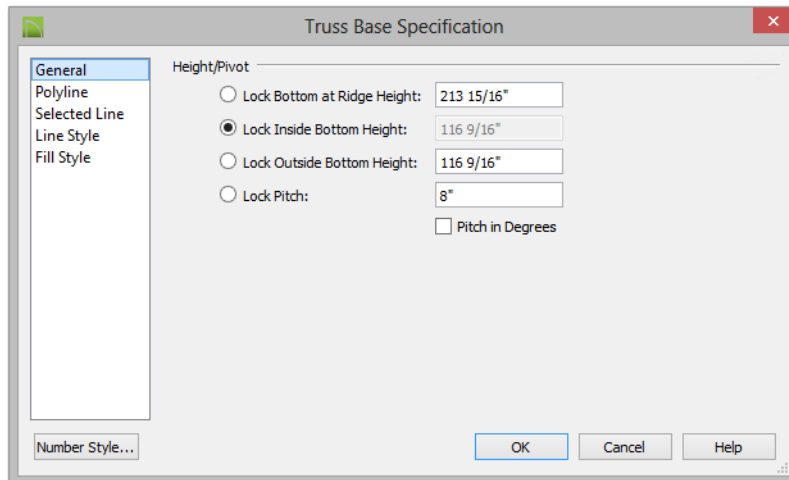 Truss Base Specification
General
Polyline
Selected Line
Line Style
Fill Style
Height/Pivot
Lock Bottom at Ridge Height: 213 15/16"
Lock Inside Bottom Height: 116 9/16"
Lock Outside Bottom Height: 116 9/16"
Lock Pitch: 8"
Pitch in Degrees
Number Style... OK Cancel Help